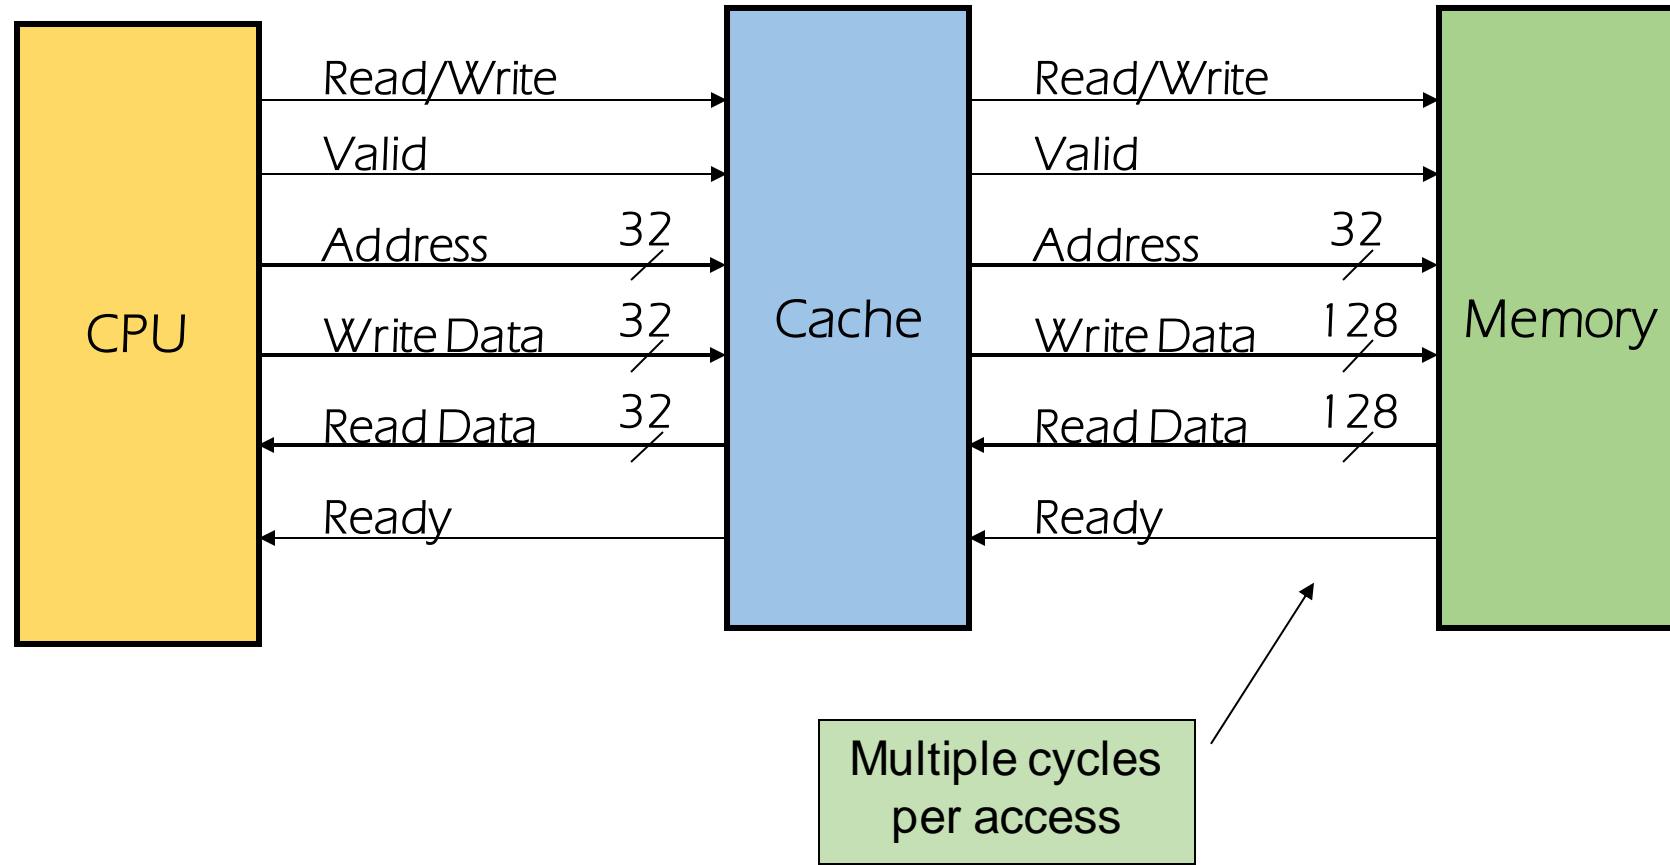 Read/Write
Read/Write
Valid
Valid
Address 32
Address 32
CPU
Write Data 32
Cache
Write Data 128
Memory
Read Data 32
Read Data 128
Ready
Ready
Multiple cycles
per access